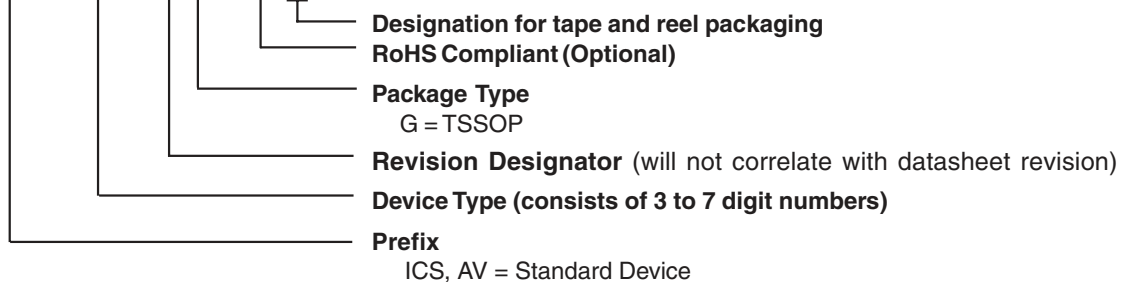 Designation for tape and reel packaging
RoHS Compliant (Optional)
Package Type
G = TSSOP
Revision Designator (will not correlate with datasheet revision)
Device Type (consists of 3 to 7 digit numbers)
Prefix
ICS, AV = Standard Device